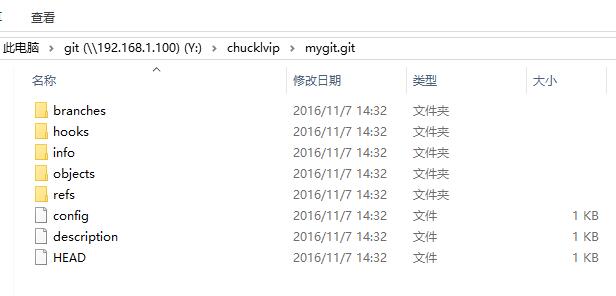 查看
此电脑 git (\\192.168.1.100) (Y:) chucklvip mygit.git
名称 修改日期 类型 大小
branches 2016/11/7 14:32 文件夹
hooks 2016/11/7 14:32 文件夹
info 2016/11/7 14:32 文件夹
objects 2016/11/7 14:32 文件夹
refs 2016/11/7 14:32 文件夹
config 2016/11/7 14:32 文件 1 KB
description 2016/11/7 14:32 文件 1 KB
HEAD 2016/11/7 14:32 文件 1 KB